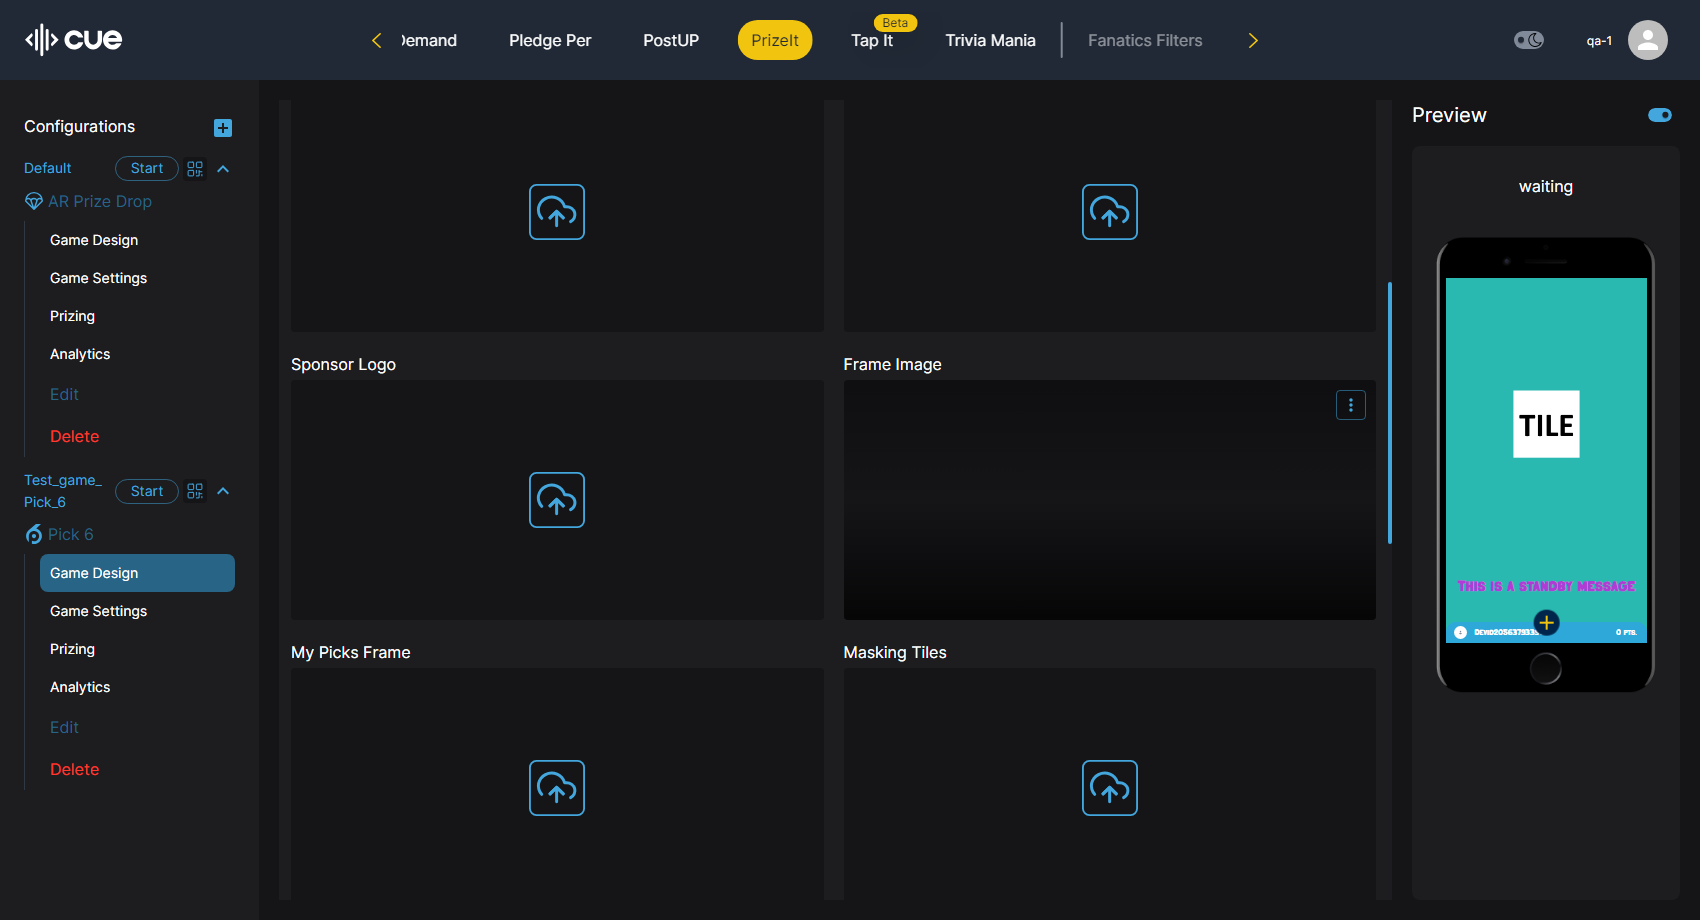 cue
Demand
Pledge Per
PostUP
PrizeIt
Beta
Tap It
Trivia Mania
Fanatics Filters
qa-1
Configurations
Default
Start
AR Prize Drop
Game Design
Game Settings
Prizing
Analytics
Edit
Delete
Test_game_
Pick_6
Start
Pick 6
Game Design
Game Settings
Prizing
Analytics
Edit
Delete
Sponsor Logo
Frame Image
My Picks Frame
Masking Tiles
Preview
waiting
TILE
This is a standby message
0 pts.